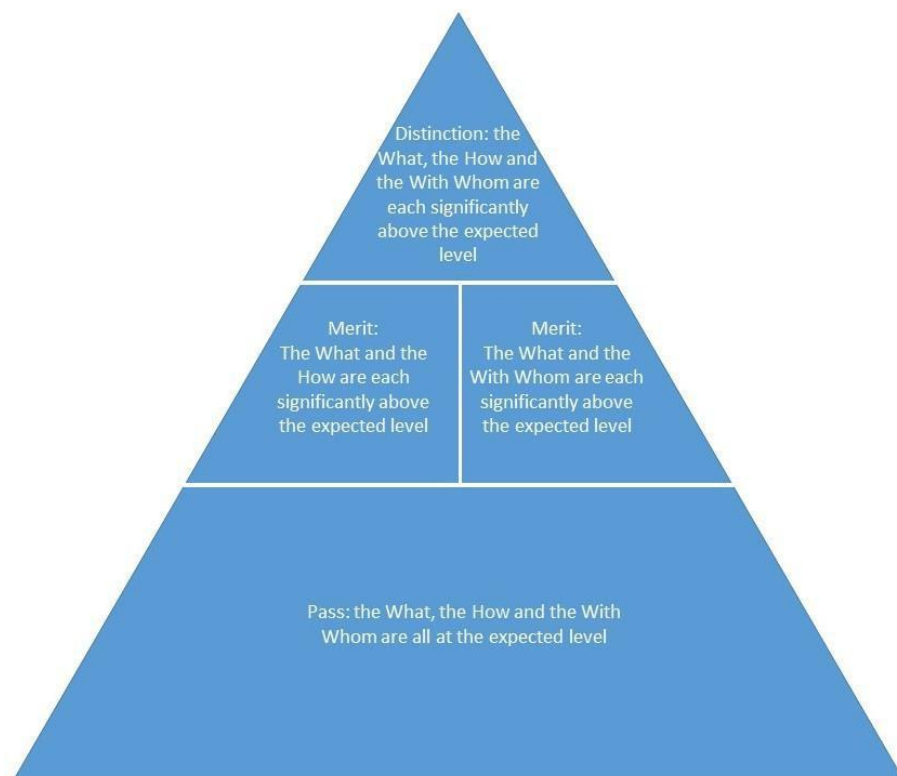 Distinction: the
What, the How and
the With Whom are
each significantly
above the expected
level
Merit:
The What and the
How are each
significantly above
the expected level
Merit:
The What and the
With Whom are each
significantly above
the expected level
Pass: the What, the How and the With
Whom are all at the expected level